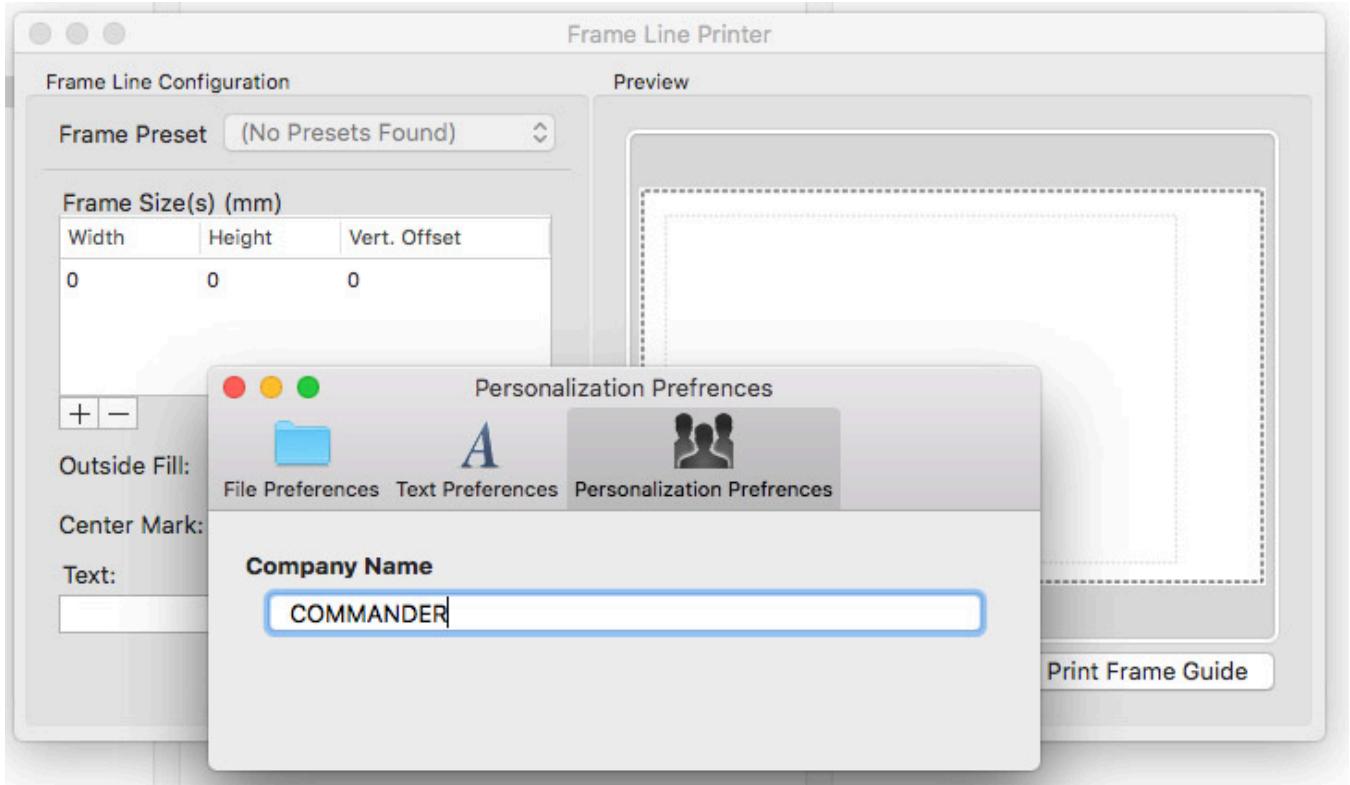 Frame Line Printer
Frame Line Configuration
Preview
Frame Preset (No Presets Found)
Frame Size(s) (mm)
Width Height Vert. Offset
0 0 0
+ −
Outside Fill:
Center Mark:
Text:
Print Frame Guide
Personalization Prefrences
A
File Preferences Text Preferences Personalization Prefrences
Company Name
COMMANDER